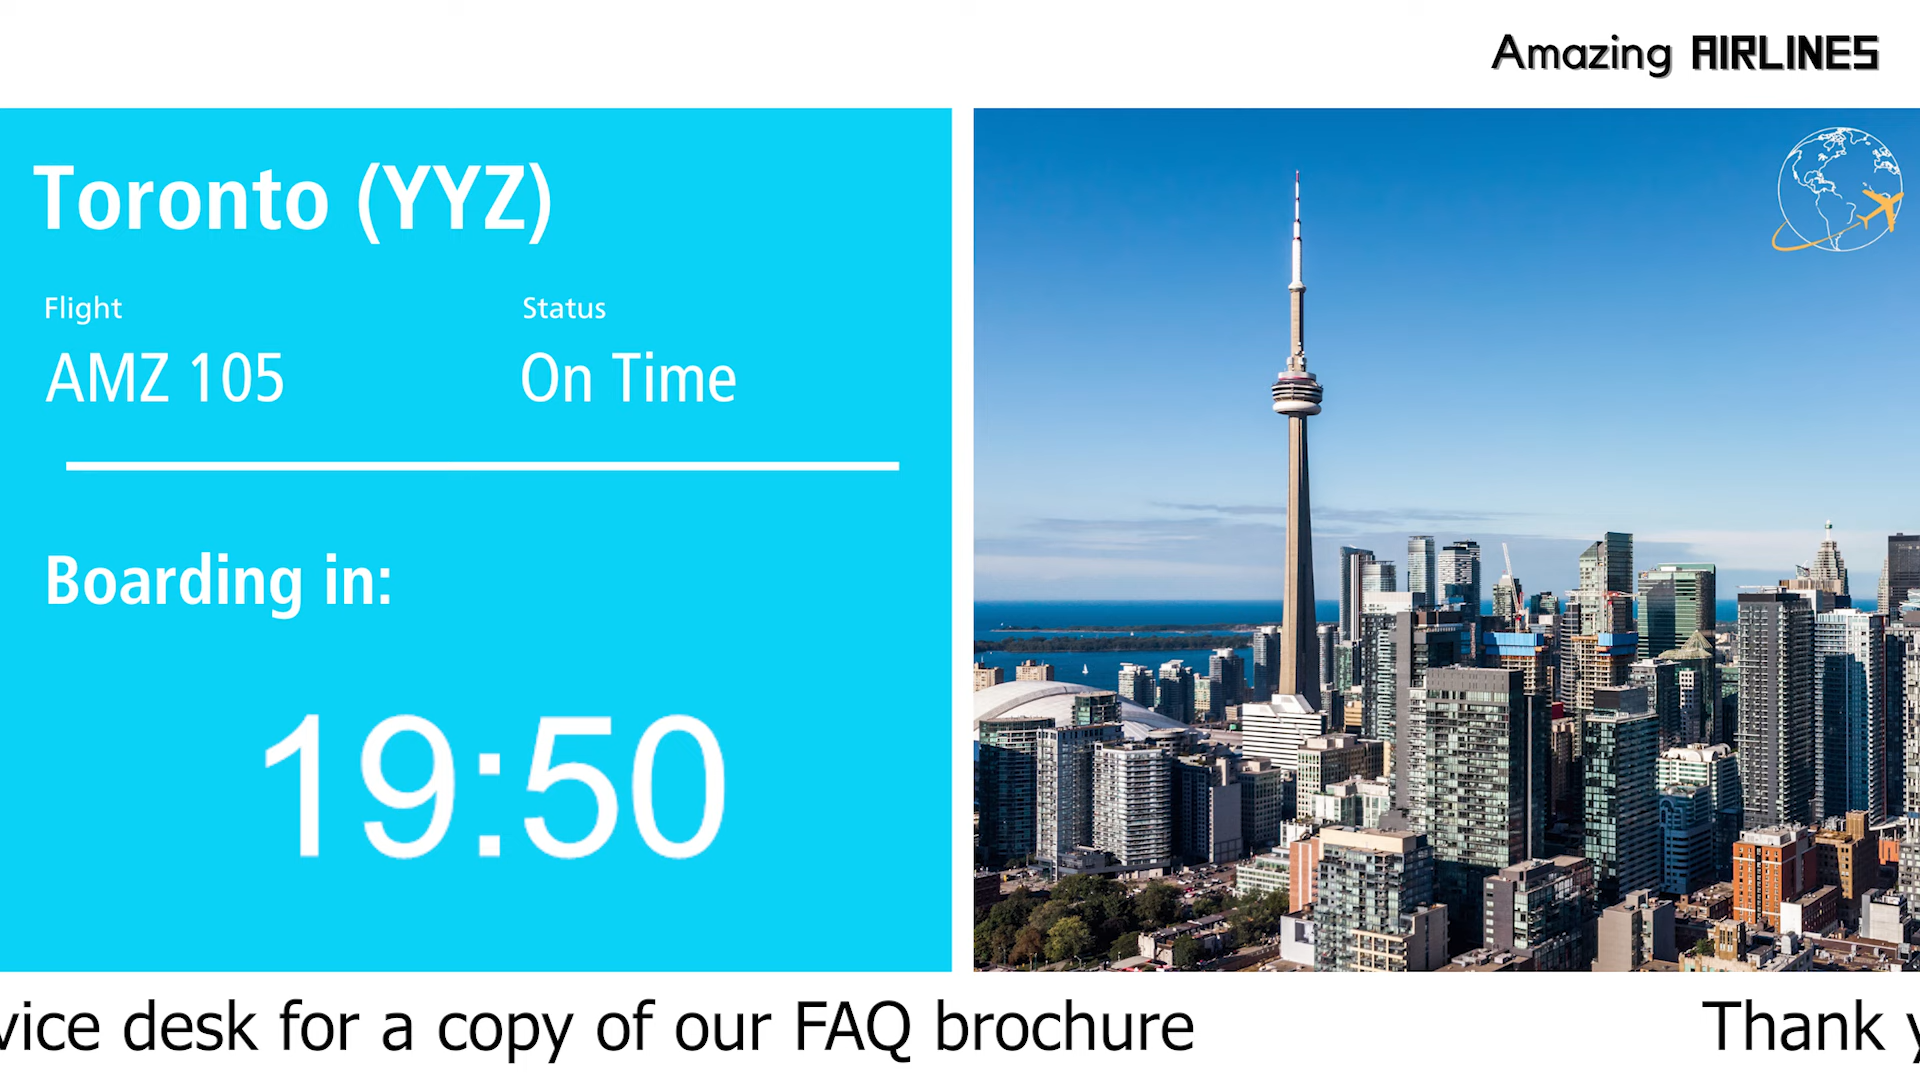 Amazing AIRLINES
Toronto (YYZ)
Flight Status
AMZ 105 On Time
Boarding in:
19:50
vice desk for a copy of our FAQ brochure Thank